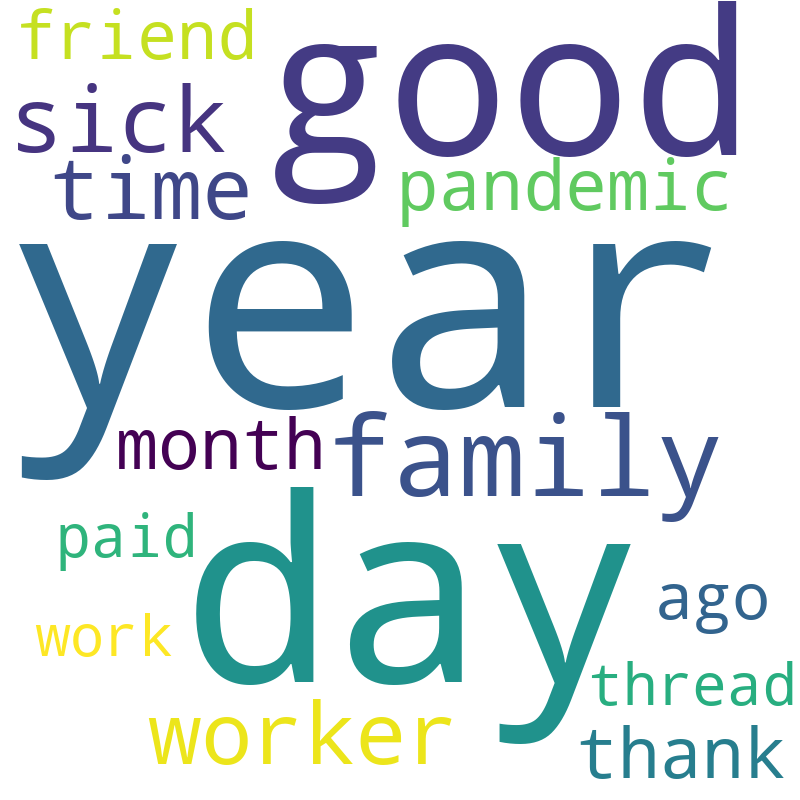 friend
good
sick
time
pandemic
year
month
family
paid
day
ago
work
thread
worker
thank